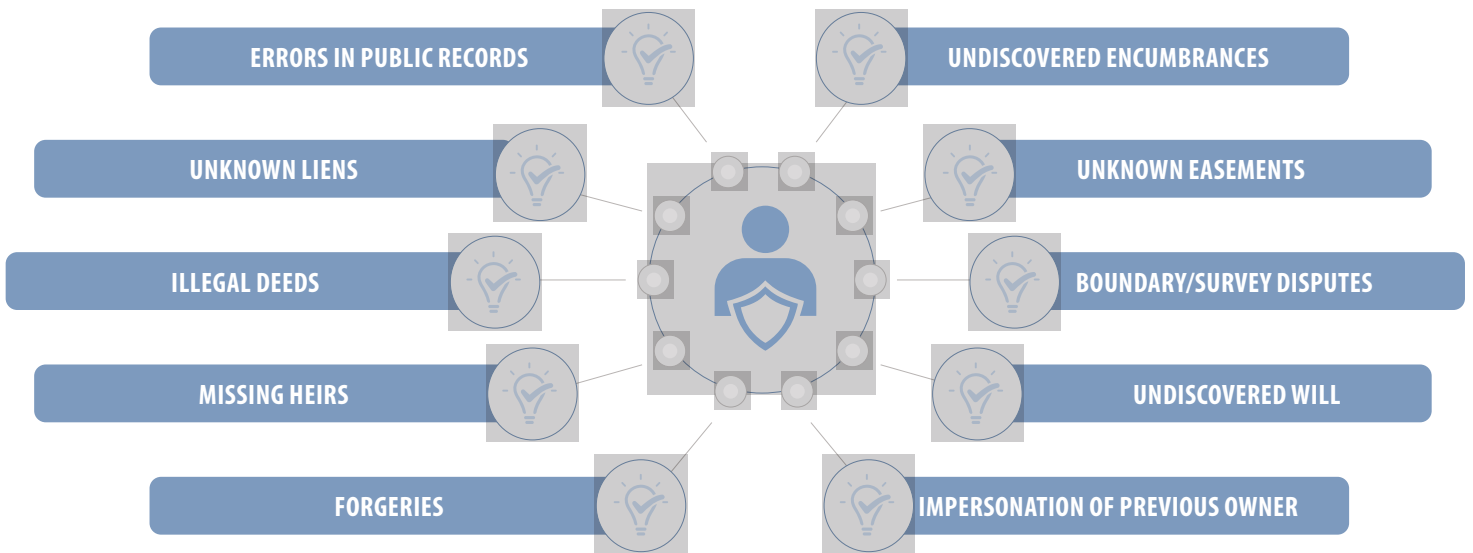 ERRORS IN PUBLIC RECORDS
UNDISCOVERED ENCUMBRANCES
UNKNOWN LIENS
UNKNOWN EASEMENTS
ILLEGAL DEEDS
BOUNDARY/SURVEY DISPUTES
MISSING HEIRS
UNDISCOVERED WILL
FORGERIES
IMPERSONATION OF PREVIOUS OWNER